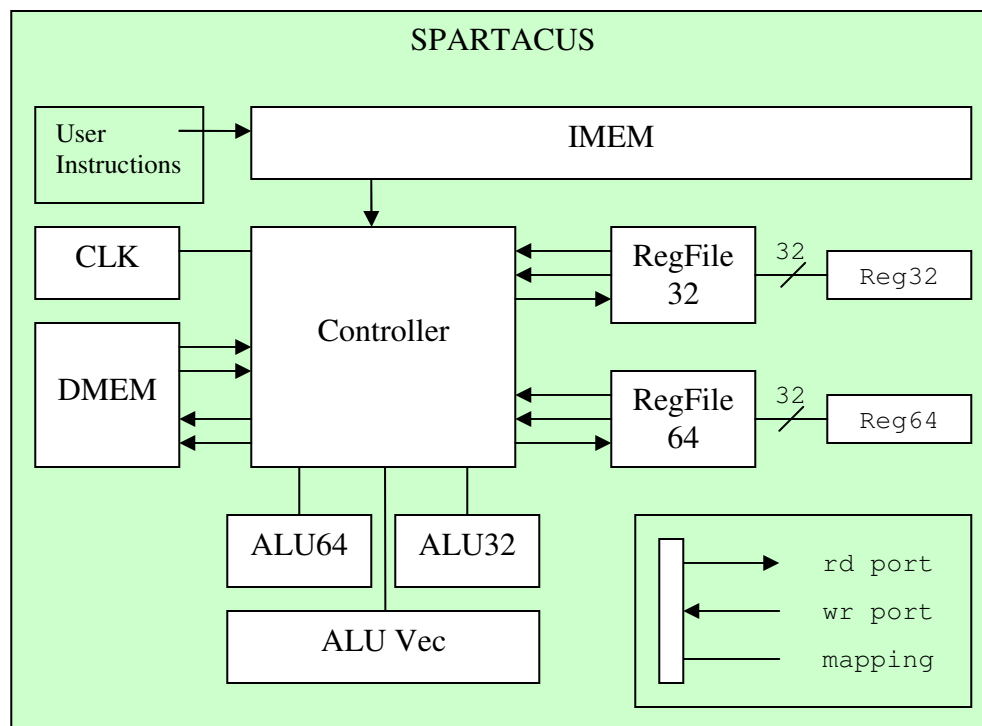 SPARTACUS
User
Instructions
IMEM
CLK
Controller
RegFile
32
32
Reg32
DMEM
RegFile
64
32
Reg64
ALU64
ALU32
ALU Vec
rd port
wr port
mapping